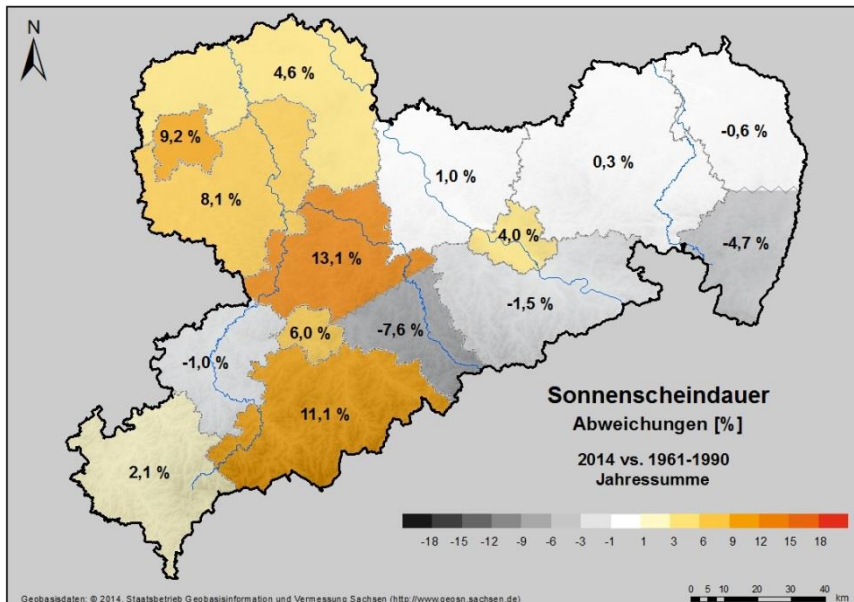 N
4,6 %
9,2 %
-0,6 %
0,3 %
1,0 %
8,1 %
4,0 %
-4,7 %
13,1 %
-1,5 %
6,0 %
-7,6 %
-1,0 %
11,1 %
2,1 %
Sonnenscheindauer
Abweichungen [%]
2014 vs. 1961-1990
Jahressumme
-18 -15 -12 -9 -6 -3 -1 1 3 6 9 12 15 18
Geobasisdaten: © 2014, Staatsbetrieb Geobasisinformation und Vermessung Sachsen (http://www.geosn.sachsen.de)
0 5 10 20 30 40
km